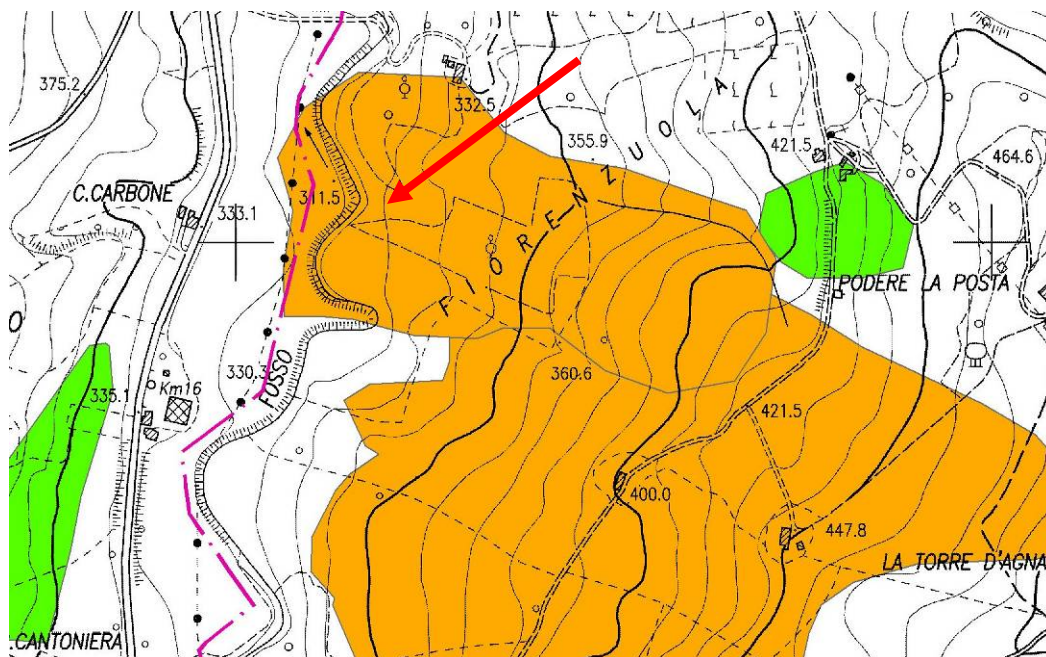 375.2
332.5
355.9
FIORENZUOLA
421.5
464.6
C.CARBONE
333.1
311.5
PODERE LA POSTA
O
330.3
FOSSO
360.6
335.1
Km16
421.5
400.0
447.8
LA TORRE D'AGNA
CANTONIERA